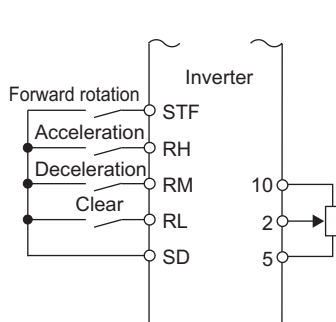 Inverter
Forward rotation
STF
Acceleration
RH
Deceleration
RM
10
Clear
RL
2
SD
5